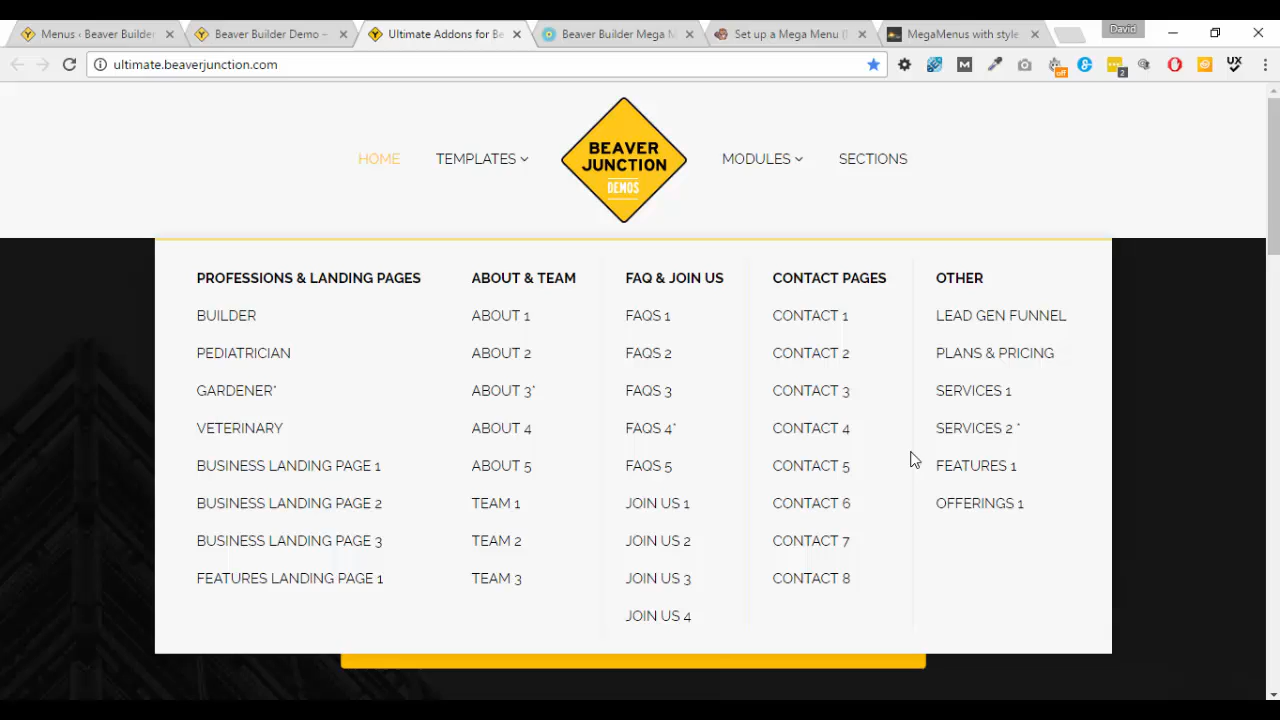 Menus ‹ Beaver Builder
Beaver Builder Demo –
Ultimate Addons for Be
Beaver Builder Mega M
Set up a Mega Menu (
MegaMenus with style
David
ultimate.beaverjunction.com
off
2
UX
HOME
TEMPLATES
BEAVER
JUNCTION
DEMOS
MODULES
SECTIONS
PROFESSIONS & LANDING PAGES
BUILDER
PEDIATRICIAN
GARDENER*
VETERINARY
BUSINESS LANDING PAGE 1
BUSINESS LANDING PAGE 2
BUSINESS LANDING PAGE 3
FEATURES LANDING PAGE 1
ABOUT & TEAM
ABOUT 1
ABOUT 2
ABOUT 3*
ABOUT 4
ABOUT 5
TEAM 1
TEAM 2
TEAM 3
FAQ & JOIN US
FAQS 1
FAQS 2
FAQS 3
FAQS 4*
FAQS 5
JOIN US 1
JOIN US 2
JOIN US 3
JOIN US 4
CONTACT PAGES
CONTACT 1
CONTACT 2
CONTACT 3
CONTACT 4
CONTACT 5
CONTACT 6
CONTACT 7
CONTACT 8
OTHER
LEAD GEN FUNNEL
PLANS & PRICING
SERVICES 1
SERVICES 2 *
FEATURES 1
OFFERINGS 1